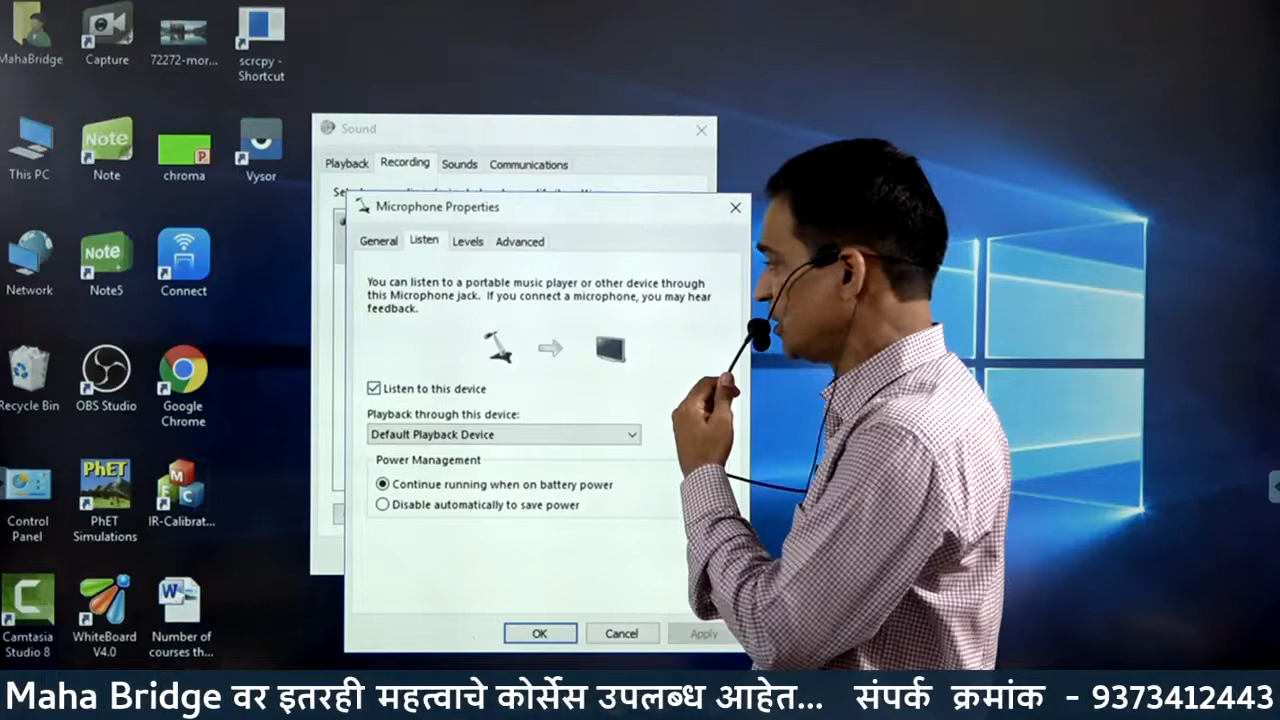 MahaBridge
Capture
72272-mor...
scrcpy -
Shortcut
This PC
Note
Note
chroma
Vysor
Network
Note
Note5
Connect
Recycle Bin
OBS Studio
Google
Chrome
Control
Panel
PhET
PhET
Simulations
M
E
C
IR-Calibrat...
Camtasia
Studio 8
WhiteBoard
V4.0
Number of
courses th...
Sound
Playback Recording Sounds Communications
Microphone Properties
General Listen Levels Advanced
You can listen to a portable music player or other device through
this Microphone jack. If you connect a microphone, you may hear
feedback.
Listen to this device
Playback through this device:
Default Playback Device
Power Management
Continue running when on battery power
Disable automatically to save power
OK Cancel Apply
Maha Bridge वर इतरही महत्वाचे कोर्सेस उपलब्ध आहेत... संपर्क क्रमांक - 9373412443